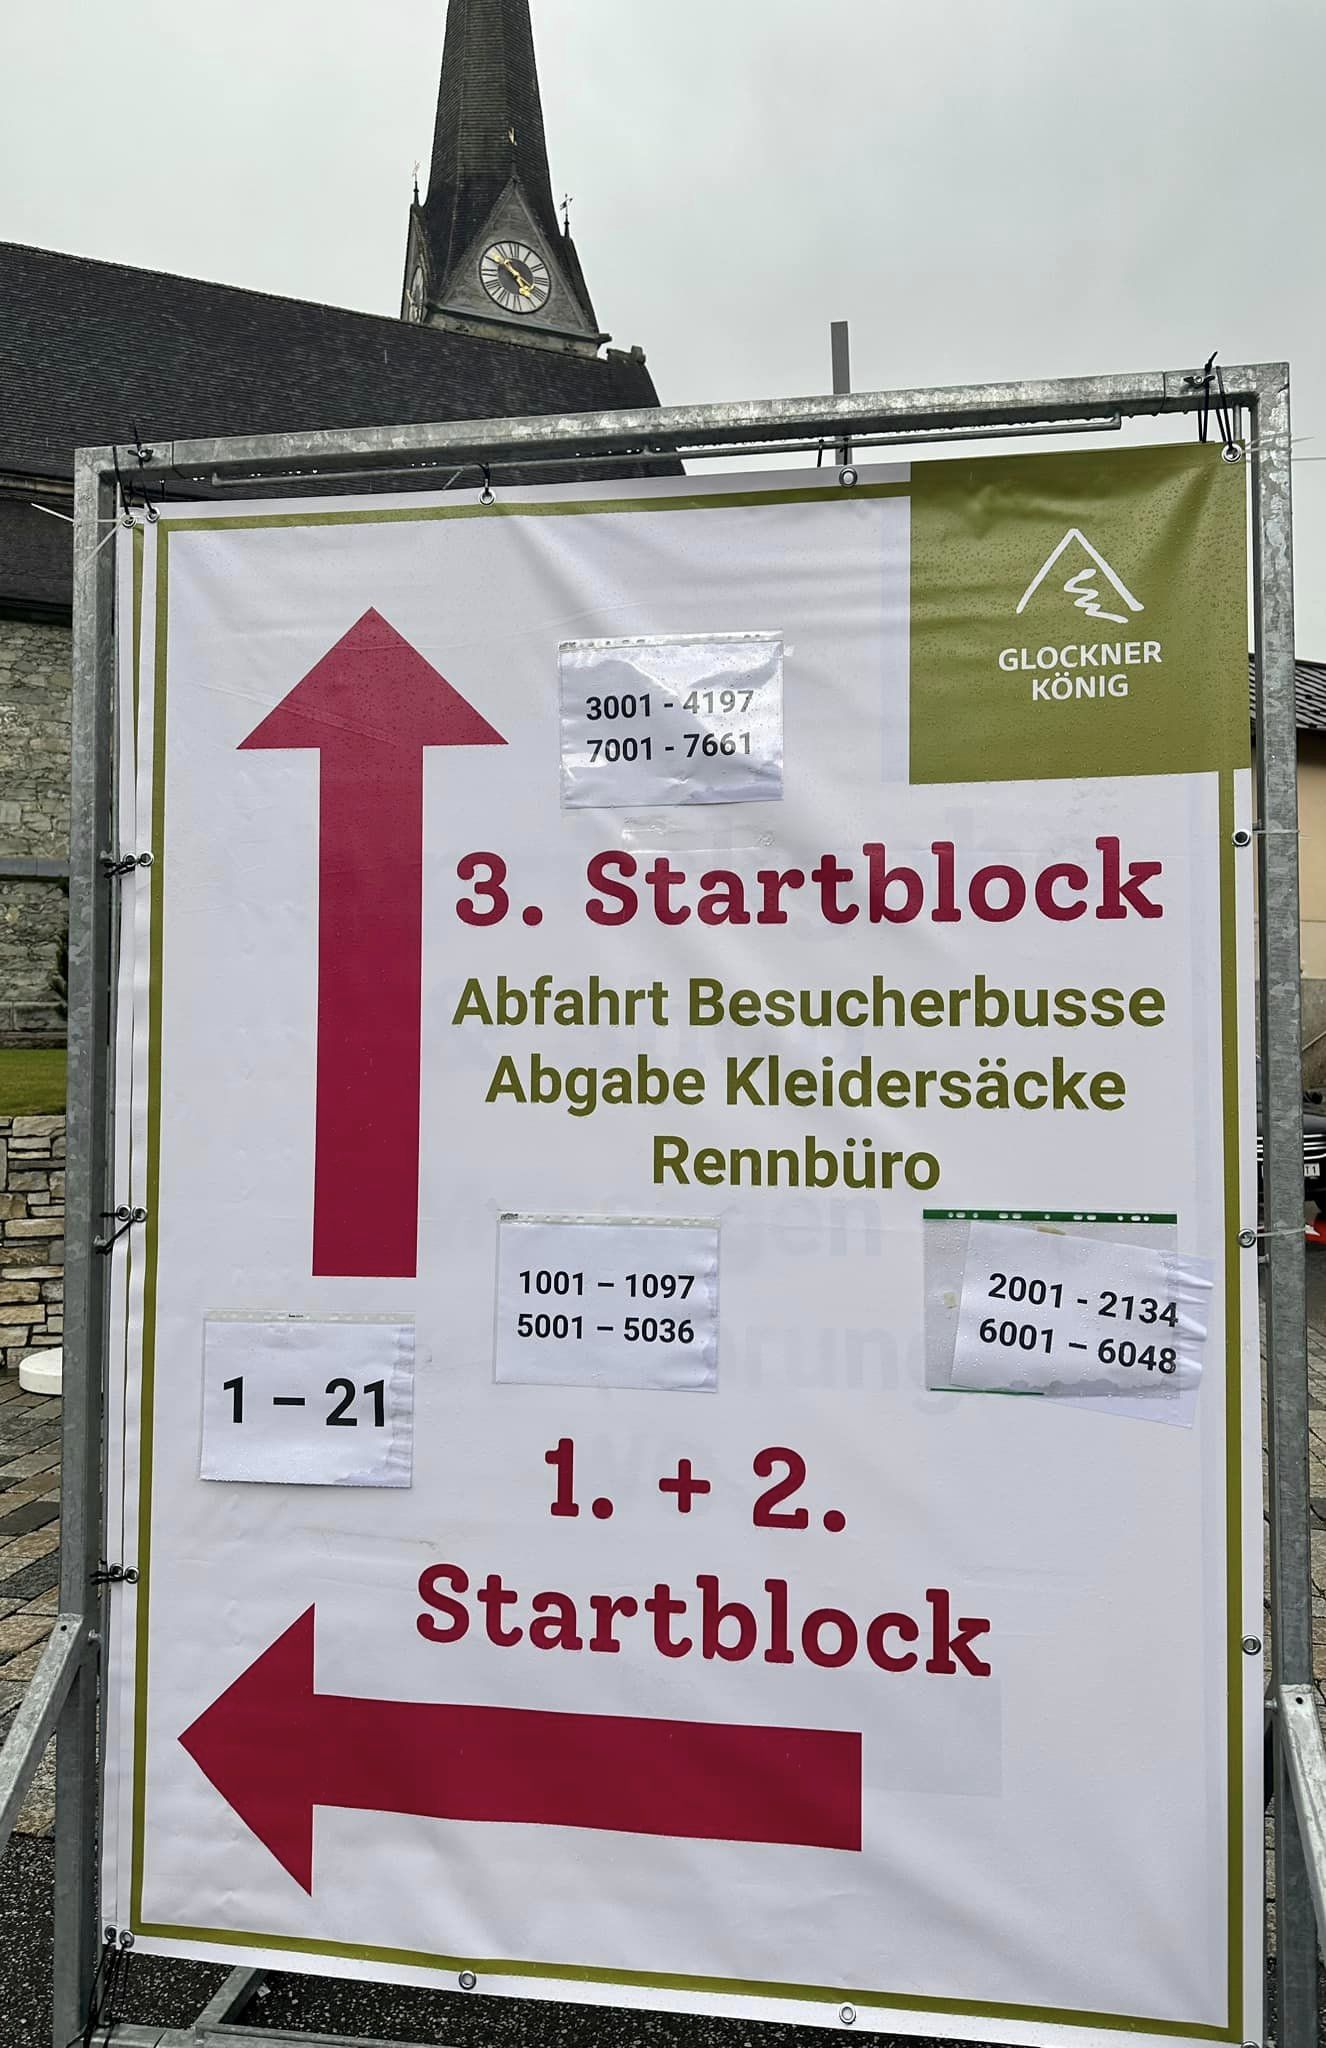 GLOCKNER
KÖNIG
3001 - 4197
7001 - 7661
3. Startblock
Abfahrt Besucherbusse
Abgabe Kleidersäcke
Rennbüro
1001 – 1097
5001 – 5036
2001 - 2134
6001 – 6048
1 – 21
1. + 2.
Startblock